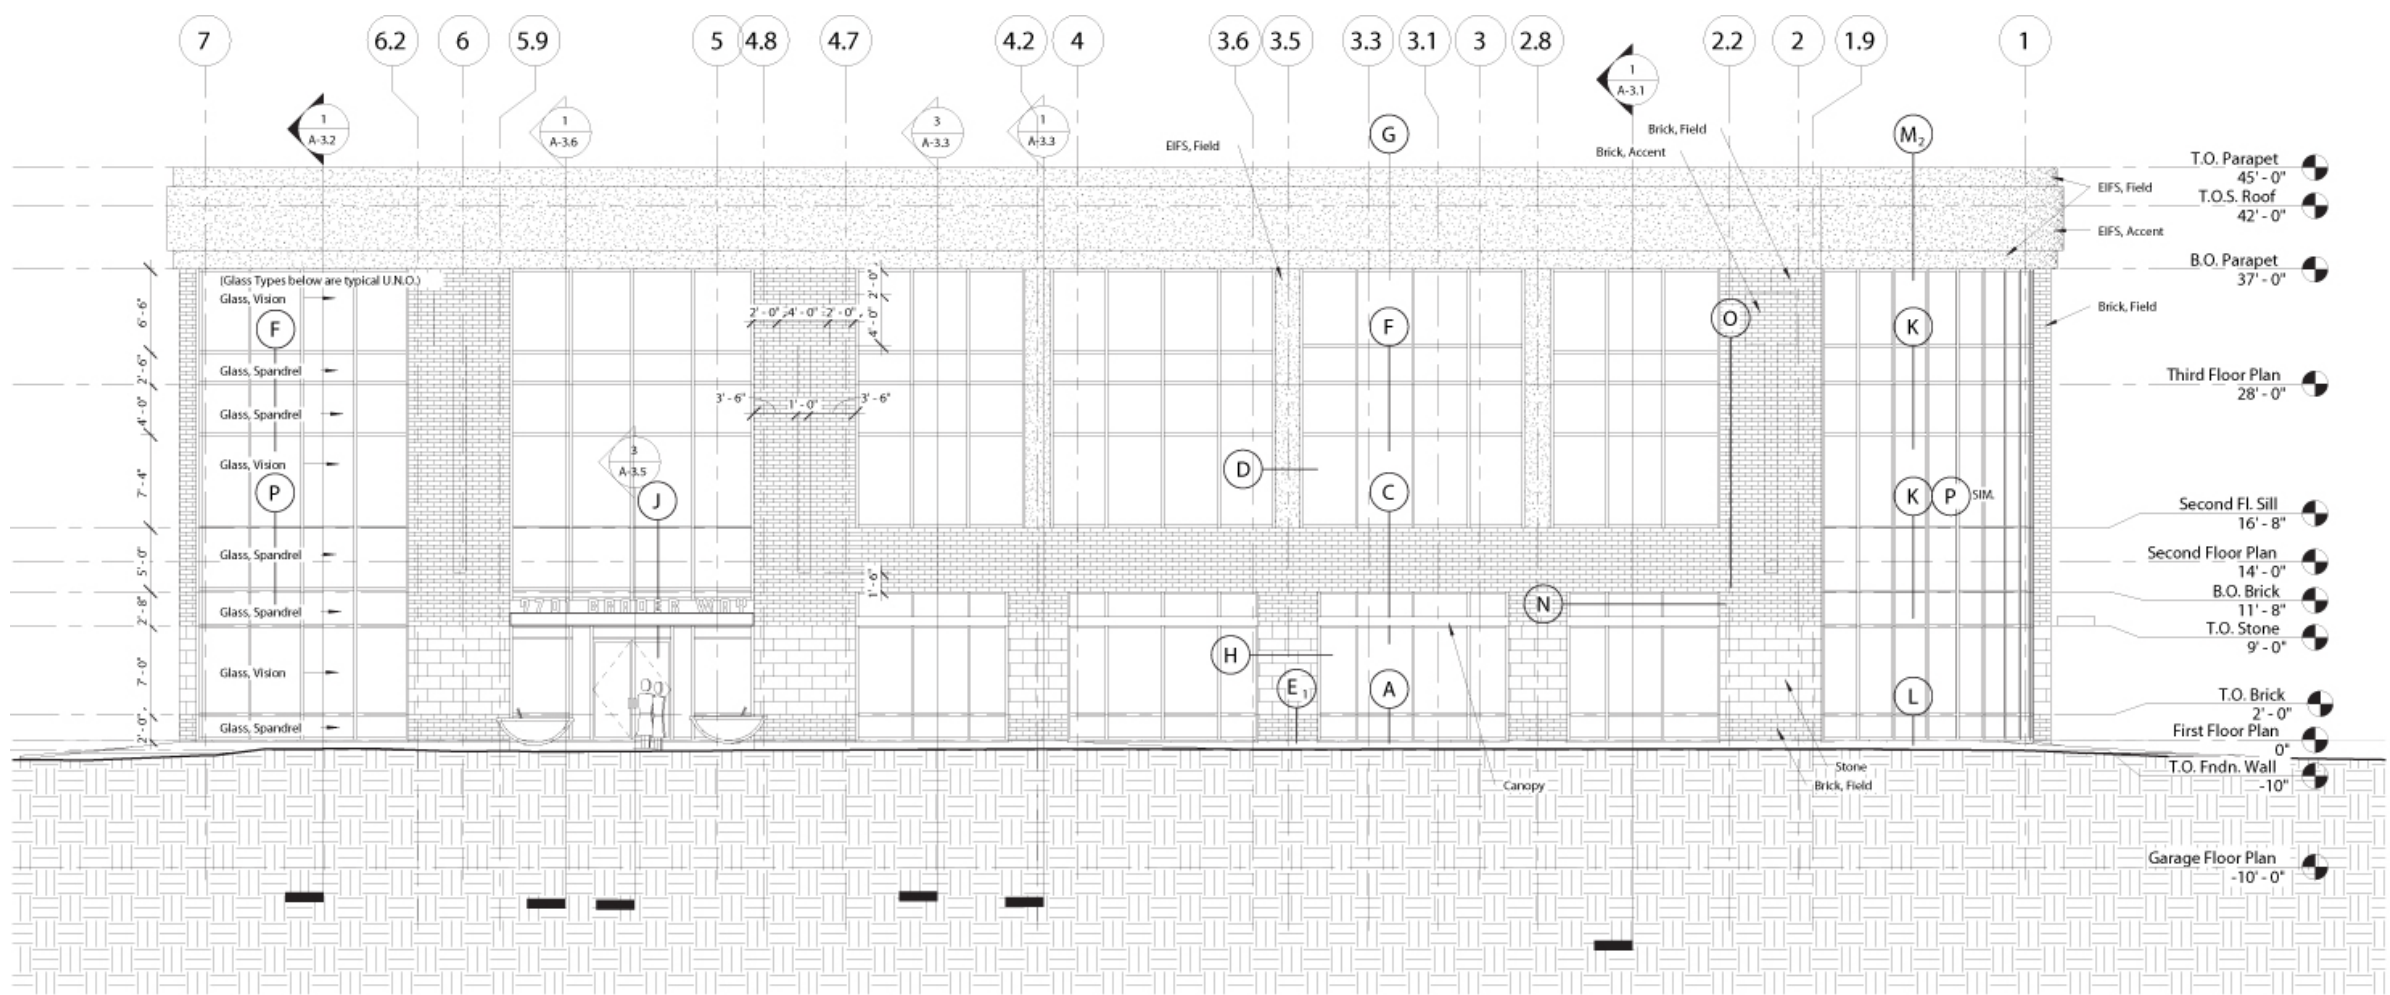 7 6.2 6 5.9 5 4.8 4.7 4.2 4 3.6 3.5 3.3 3.1 3 2.8 2.2 2 1.9 1
1
A-3.1
1
A-3.2
1
A-3.6
3
A-3.3
1
A-3.3
G
M2
Brick, Field
EIFS, Field
Brick, Accent
T.O. Parapet
45' - 0"
EIFS, Field
T.O.S. Roof
42' - 0"
EIFS, Accent
B.O. Parapet
37' - 0"
(Glass Types below are typical U.N.O.)
Glass, Vision
6' - 6"
2' - 0"
2' - 0" 4' - 0" 2' - 0"
4' - 0"
Brick, Field
F
F
O
K
Glass, Spandrel
2' - 6"
Third Floor Plan
28' - 0"
3' - 6" 1' - 0" 3' - 6"
Glass, Spandrel
4' - 0"
3
A-3.5
Glass, Vision
7' - 4"
D
P
J
C
K
P
SIM.
Second Fl. Sill
16' - 8"
Glass, Spandrel
5' - 0"
Second Floor Plan
14' - 0"
1' - 6"
B.O. Brick
11' - 8"
Glass, Spandrel
2' - 8"
7701 BRADER WAY
N
T.O. Stone
9' - 0"
H
Glass, Vision
7' - 0"
E1
A
L
T.O. Brick
2' - 0"
Glass, Spandrel
2' - 0"
First Floor Plan
0"
Stone
T.O. Fndn. Wall
-10"
Canopy
Brick, Field
Garage Floor Plan
-10' - 0"